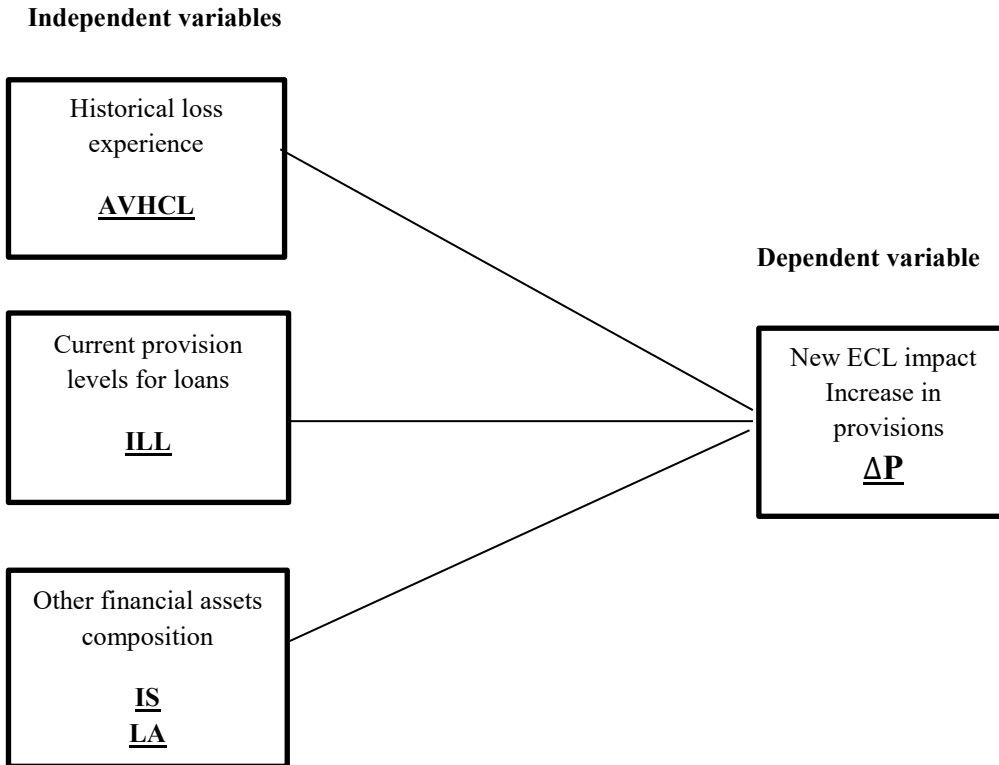 Independent variables
Historical loss
experience
AVHCL
Current provision
levels for loans
ILL
Other financial assets
composition
IS
LA
Dependent variable
New ECL impact
Increase in
provisions
ΔP